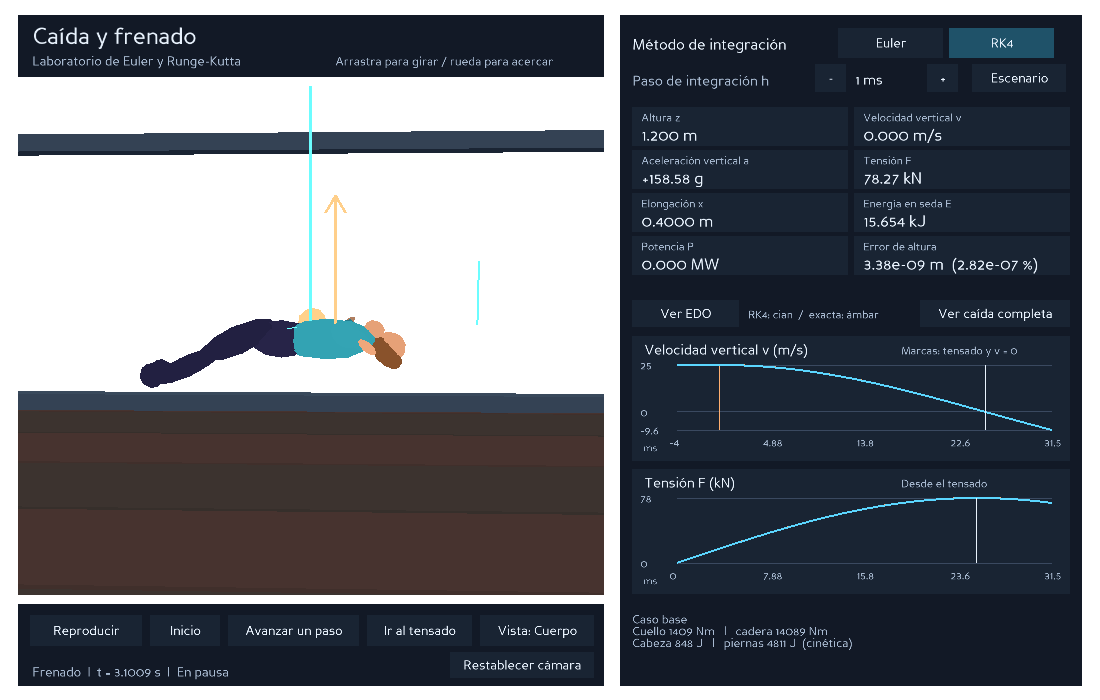 Caída y frenado
Laboratorio de Euler y Runge-Kutta
Arrastra para girar / rueda para acercar
Reproducir
Inicio
Avanzar un paso
Ir al tensado
Vista: Cuerpo
Restablecer cámara
Frenado | t = 3.1009 s | En pausa
Método de integración
Euler
RK4
Paso de integración h
-
1 ms
+
Escenario
Altura z
1.200 m
Velocidad vertical v
0.000 m/s
Aceleración vertical a
+158.58 g
Tensión F
78.27 kN
Elongación x
0.4000 m
Energía en seda E
15.654 kJ
Potencia P
0.000 MW
Error de altura
3.38e-09 m (2.82e-07 %)
Ver EDO
RK4: cian / exacta: ámbar
Ver caída completa
Velocidad vertical v (m/s)
Marcas: tensado y v = 0
25
0
-9.6
ms
-4
4.88
13.8
22.6
31.5
Tensión F (kN)
Desde el tensado
78
0
ms
0
7.88
15.8
23.6
31.5
Caso base
Cuello 1409 Nm | cadera 14089 Nm
Cabeza 848 J | piernas 4811 J (cinética)